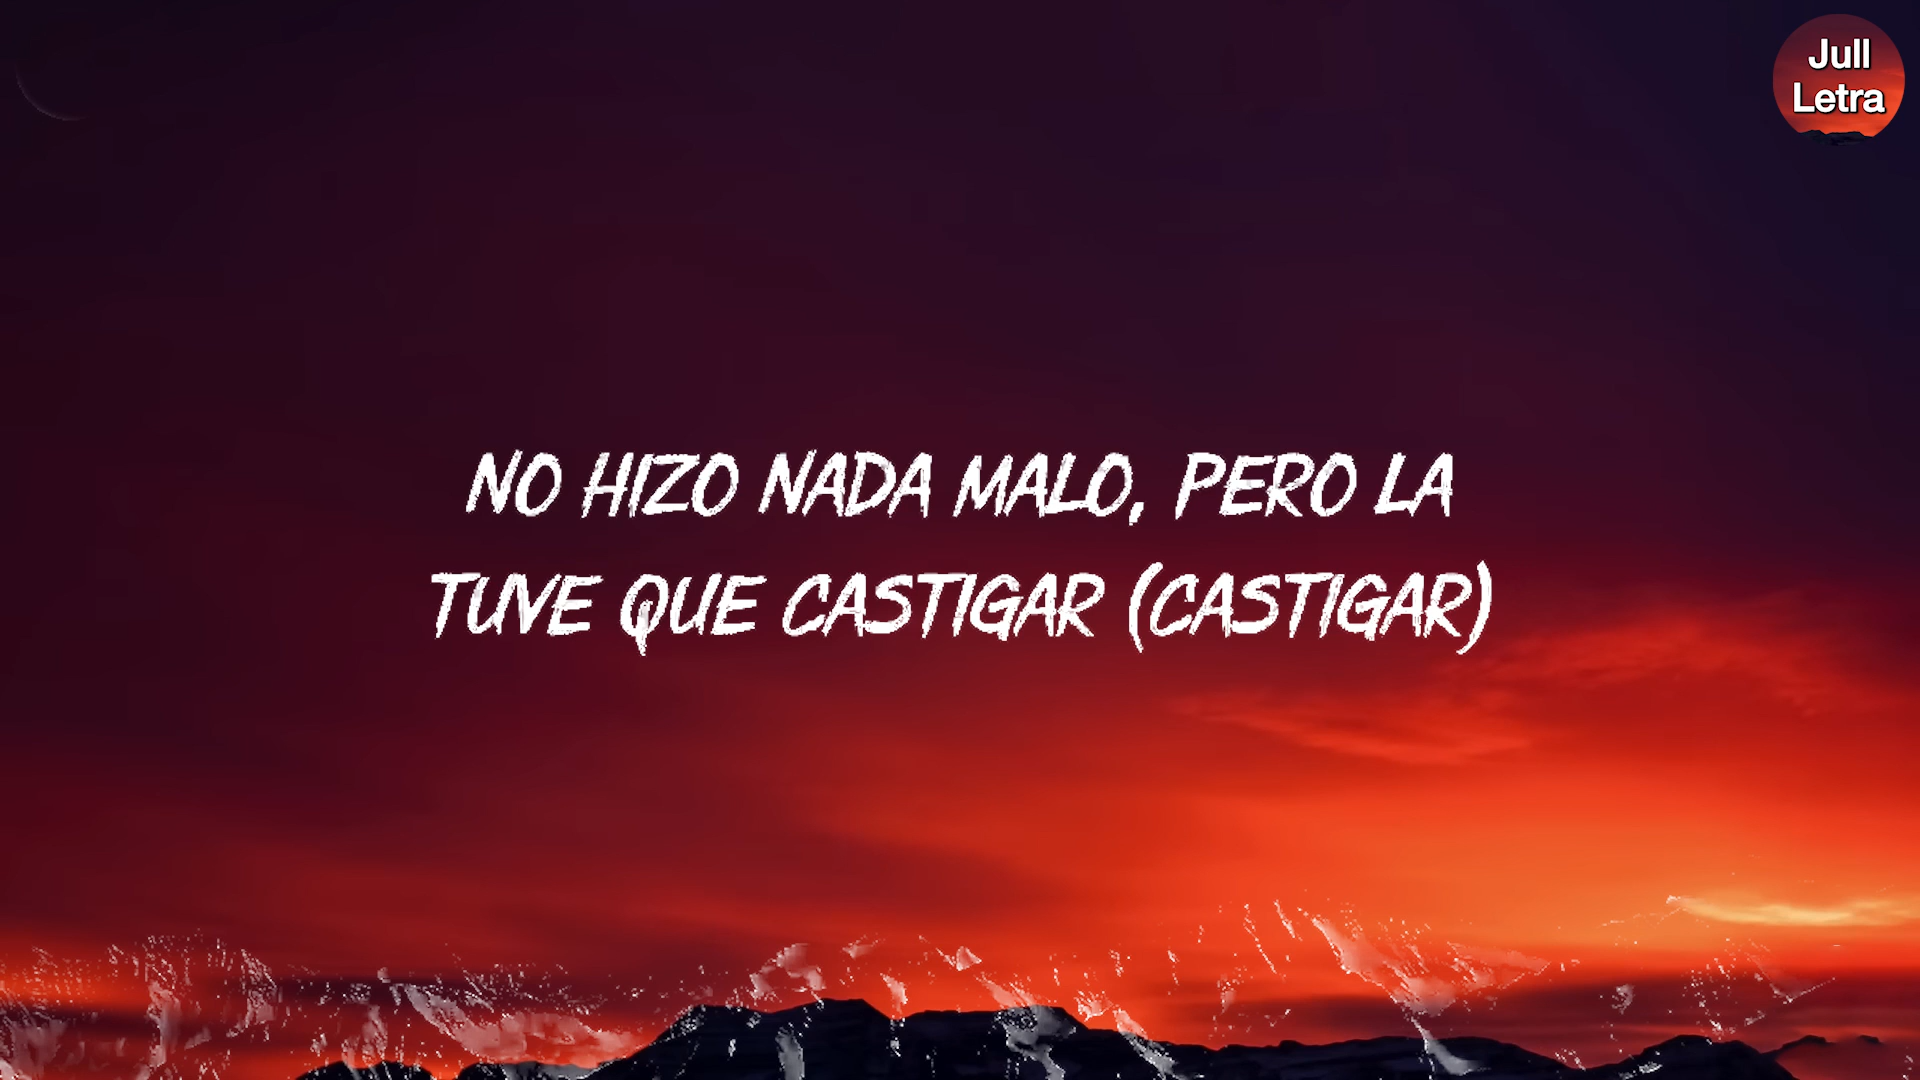 Jull
Letra
NO HIZO NADA MALO, PERO LA
TUVE QUE CASTIGAR (CASTIGAR)